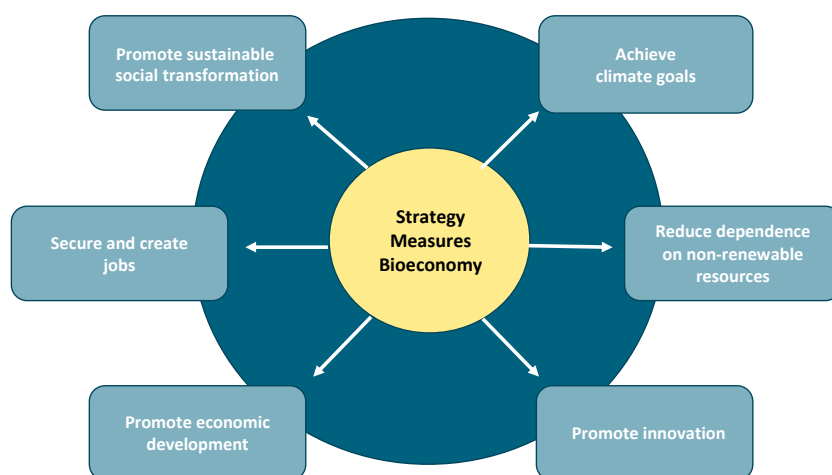 Promote sustainable
social transformation
Achieve
climate goals
Strategy
Measures
Bioeconomy
Secure and create
jobs
Reduce dependence
on non-renewable
resources
Promote economic
development
Promote innovation